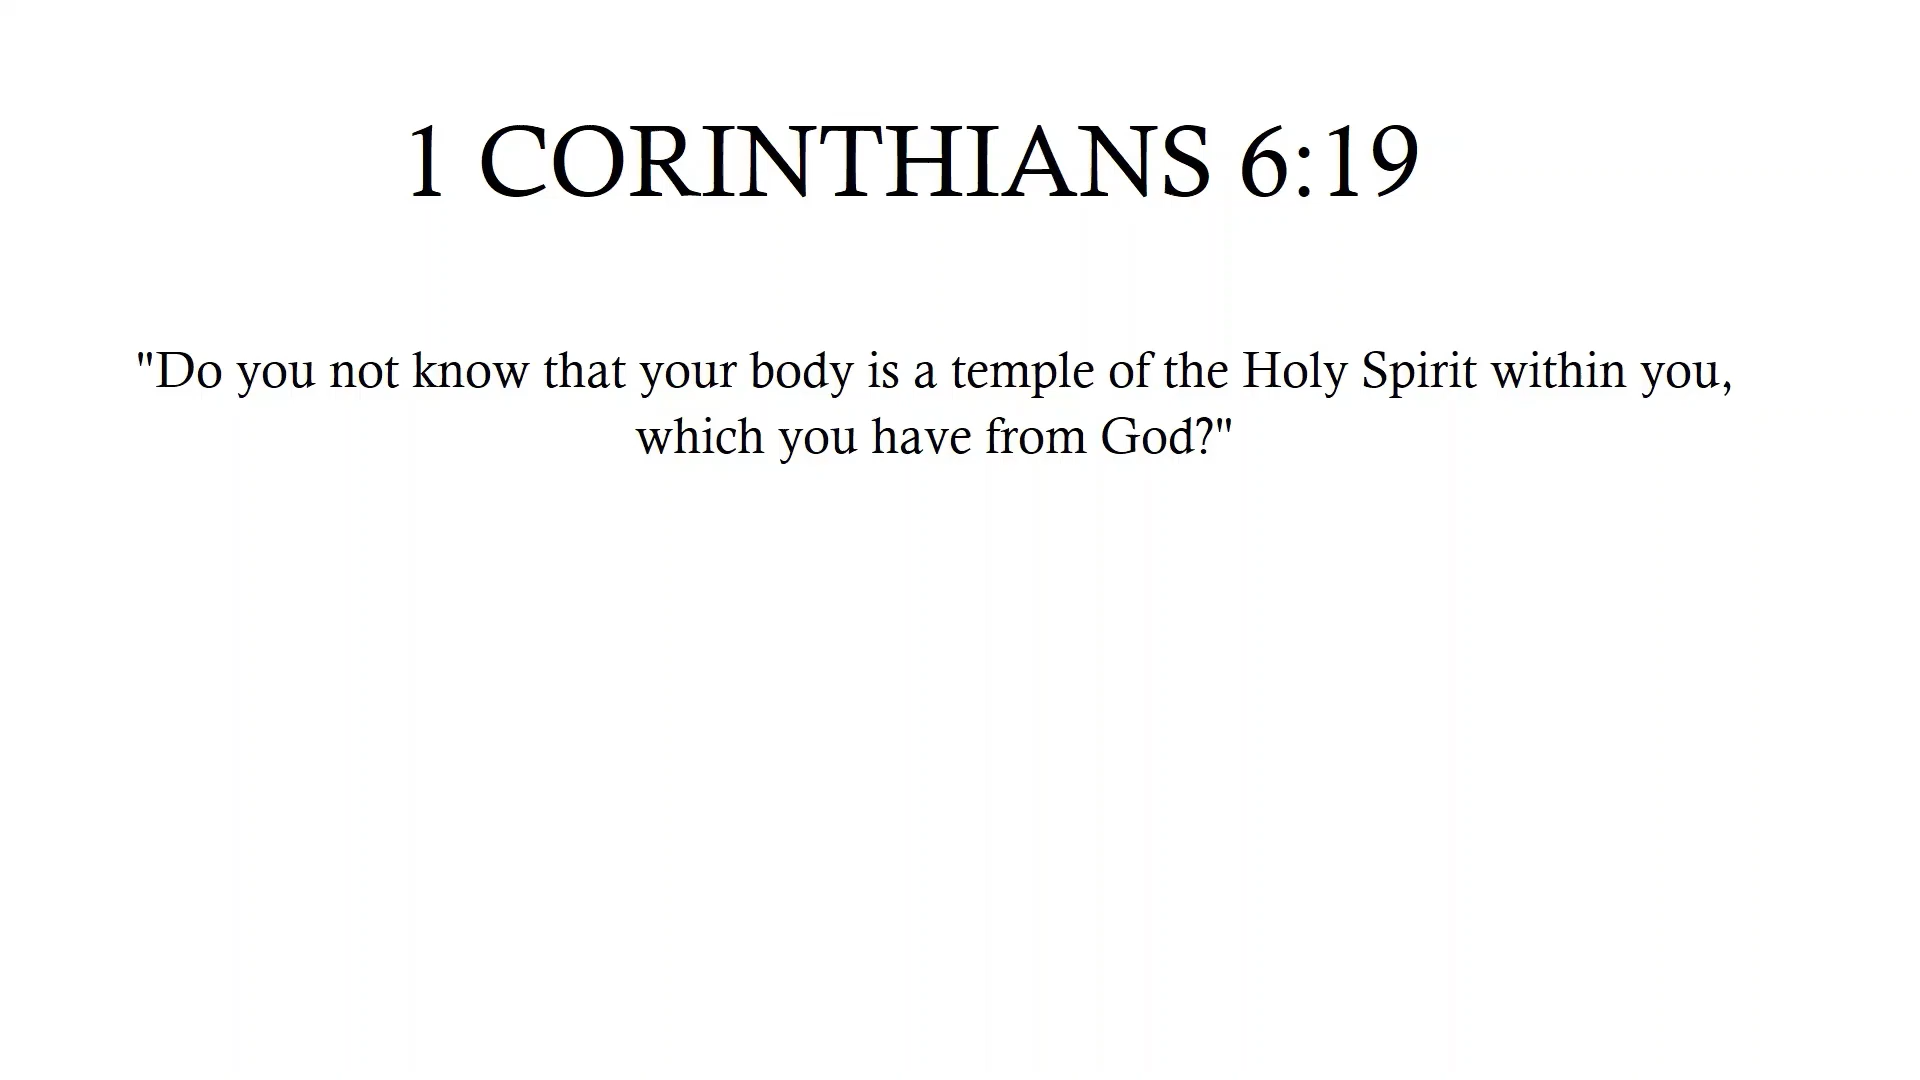 1 CORINTHIANS 6:19
"Do you not know that your body is a temple of the Holy Spirit within you,
which you have from God?"